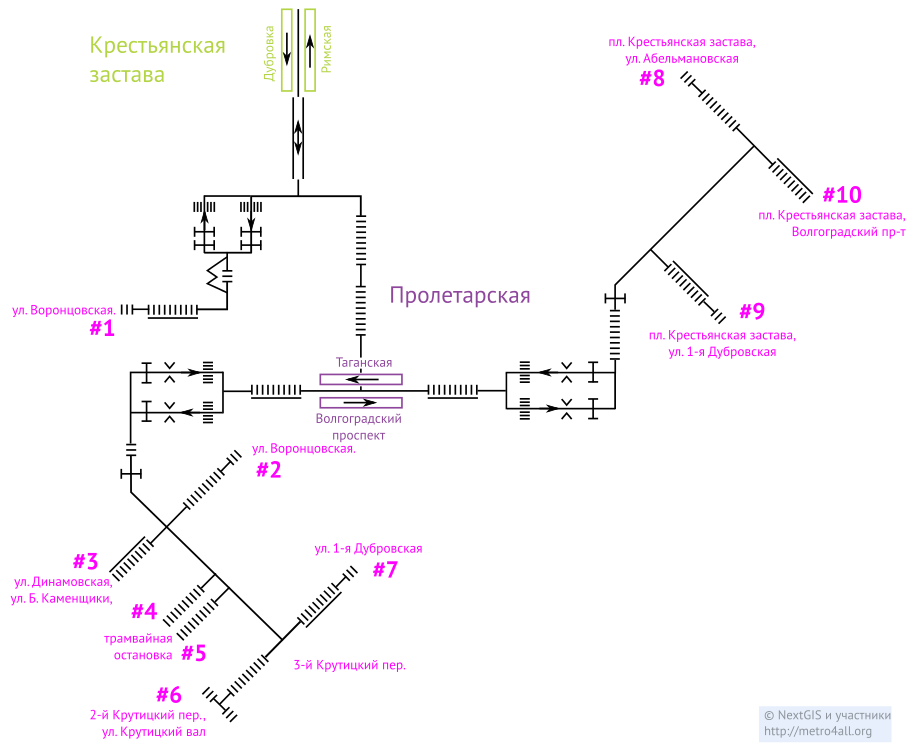 Крестьянская
застава
Дубровка
Римская
пл. Крестьянская застава,
ул. Абельмановская
#8
#10
пл. Крестьянская застава,
Волгоградский пр-т
ул. Воронцовская.
#1
Пролетарская
#9
пл. Крестьянская застава,
ул. 1-я Дубровская
Таганская
Волгоградский
проспект
ул. Воронцовская.
#2
#3
ул. Динамовская,
ул. Б. Каменщики,
ул. 1-я Дубровская
#7
#4
трамвайная
остановка
#5
3-й Крутицкий пер.
#6
2-й Крутицкий пер.,
ул. Крутицкий вал
© NextGIS и участники
http://metro4all.org